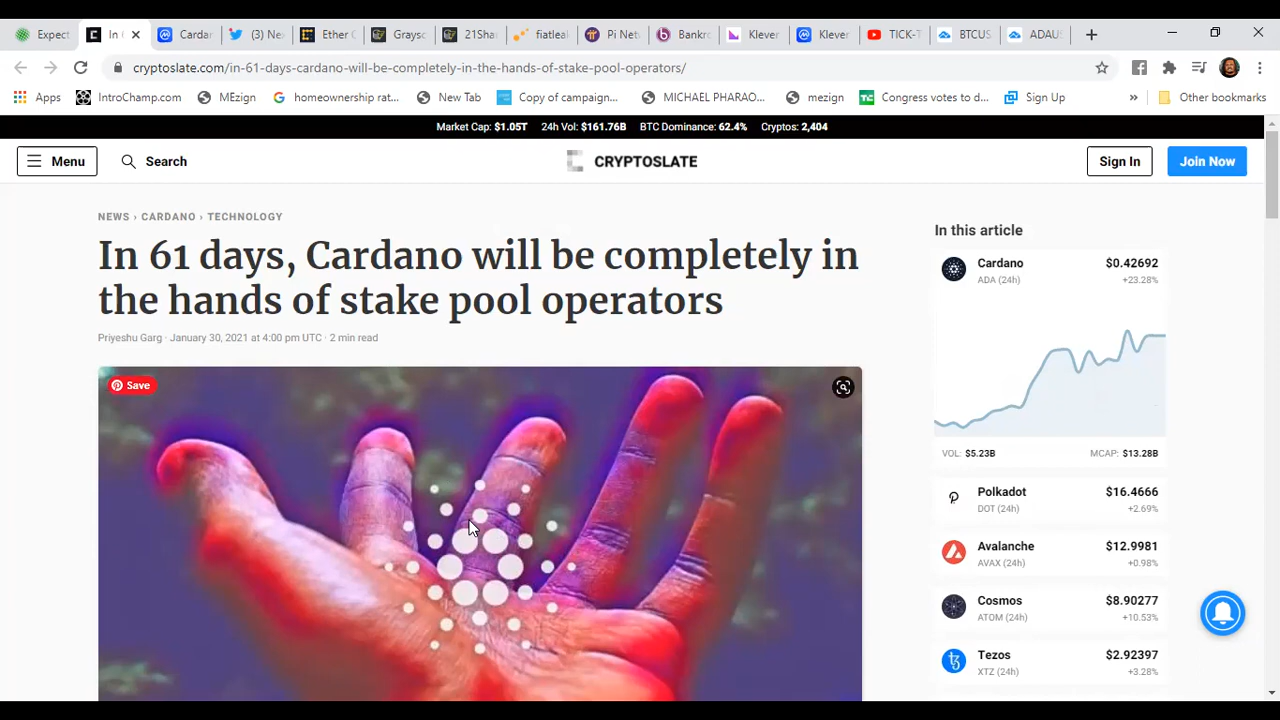 Expect
In (
Cardar
(3) Ne
Ether (
Graysc
21Shar
fiatleal
Pi Net
Bankro
Klever
Klever
TICK-T
BTCUS
ADAUS
cryptoslate.com/in-61-days-cardano-will-be-completely-in-the-hands-of-stake-pool-operators/
Apps
IntroChamp.com
MEzign
homeownership rat...
New Tab
Copy of campaign...
MICHAEL PHARAO...
mezign
Congress votes to d...
Sign Up
»
Other bookmarks
Market Cap: $1.05T 24h Vol: $161.76B BTC Dominance: 62.4% Cryptos: 2,404
Menu
Search
CRYPTOSLATE
Sign In
Join Now
NEWS › CARDANO › TECHNOLOGY
In 61 days, Cardano will be completely in
the hands of stake pool operators
Priyeshu Garg · January 30, 2021 at 4:00 pm UTC · 2 min read
Save
In this article
Cardano $0.42692
ADA (24h) +23.28%
VOL: $5.23B MCAP: $13.28B
Polkadot $16.4666
DOT (24h) +2.69%
Avalanche $12.9981
AVAX (24h) +0.98%
Cosmos $8.90277
ATOM (24h) +10.53%
Tezos $2.92397
XTZ (24h) +3.28%